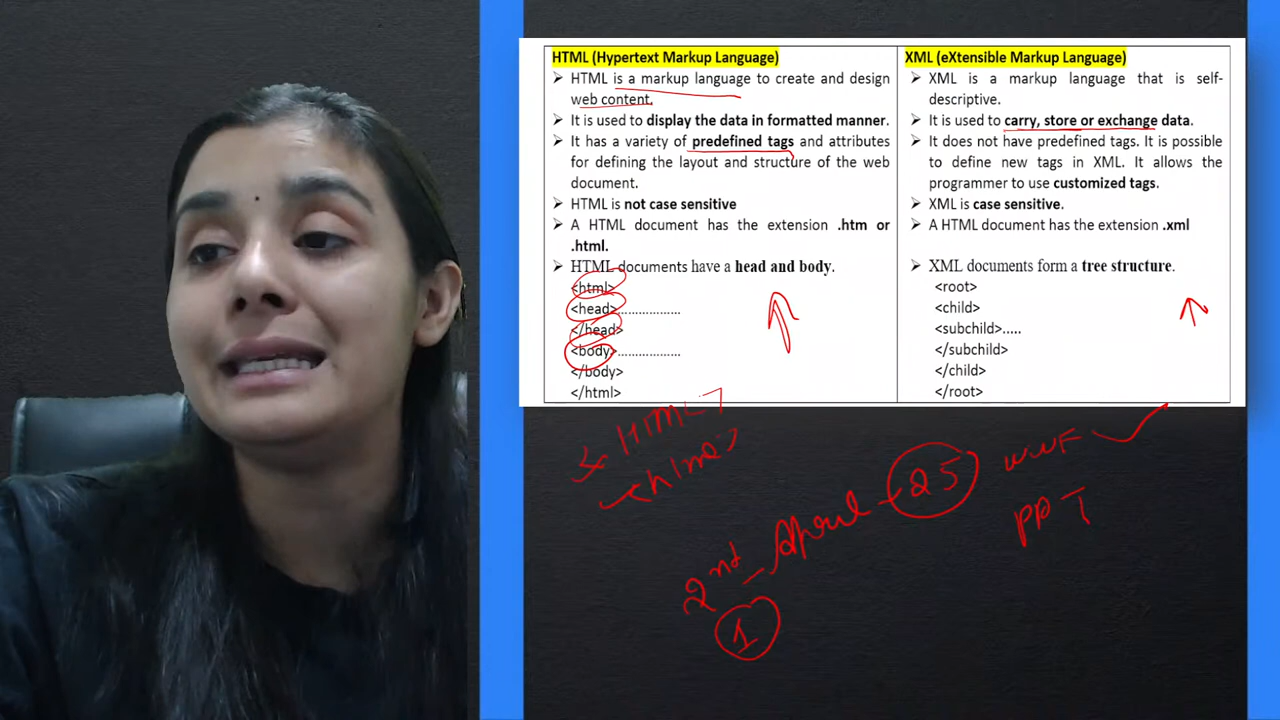 HTML (Hypertext Markup Language)
➢ HTML is a markup language to create and design
web content.
➢ It is used to display the data in formatted manner.
➢ It has a variety of predefined tags and attributes
for defining the layout and structure of the web
document.
➢ HTML is not case sensitive
➢ A HTML document has the extension .htm or
.html.
➢ HTML documents have a head and body.
<html>
<head>..................
</head>
<body>..................
</body>
</html>
XML (eXtensible Markup Language)
➢ XML is a markup language that is self-
descriptive.
➢ It is used to carry, store or exchange data.
➢ It does not have predefined tags. It is possible
to define new tags in XML. It allows the
programmer to use customized tags.
➢ XML is case sensitive.
➢ A HTML document has the extension .xml
➢ XML documents form a tree structure.
<root>
<child>
<subchild>.....
</subchild>
</child>
</root>
HTML>
2nd - April - 25
1
PPT